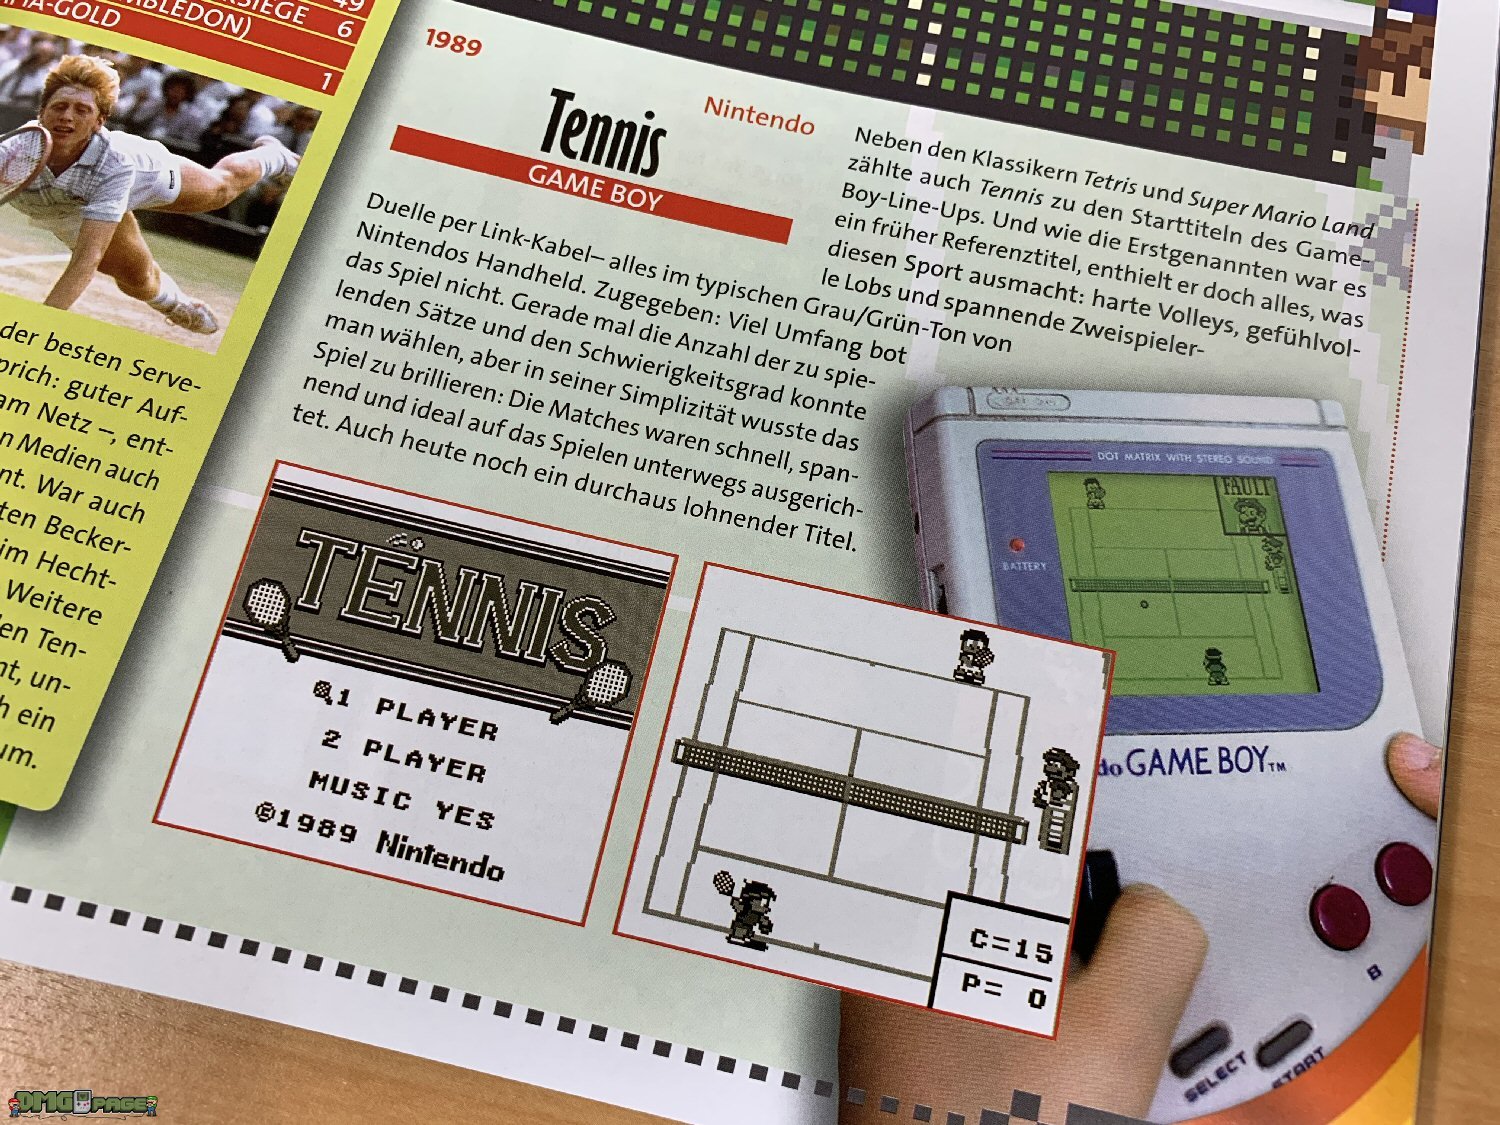 49
SIEGE
6
MBLEDON)
GOLD
1
der besten Serve-
prich: guter Auf-
am Netz –, ent-
n Medien auch
nt. War auch
ten Becker-
im Hecht-
Weitere
en Ten-
nt, un-
h ein
um.
1989
Nintendo
Tennis
GAME BOY
Neben den Klassikern Tetris und Super Mario Land
zählte auch Tennis zu den Starttiteln des Game-
Boy-Line-Ups. Und wie die Erstgenannten war es
ein früher Referenztitel, enthielt er doch alles, was
diesen Sport ausmacht: harte Volleys, gefühlvol-
le Lobs und spannende Zweispieler-
Duelle per Link-Kabel– alles im typischen Grau/Grün-Ton von
Nintendos Handheld. Zugegeben: Viel Umfang bot
das Spiel nicht. Gerade mal die Anzahl der zu spie-
lenden Sätze und den Schwierigkeitsgrad konnte
man wählen, aber in seiner Simplizität wusste das
Spiel zu brillieren: Die Matches waren schnell, span-
nend und ideal auf das Spielen unterwegs ausgerich-
tet. Auch heute noch ein durchaus lohnender Titel.
TENNIS
1 PLAYER
2 PLAYER
MUSIC YES
©1989 Nintendo
C=15
P= 0
DOT MATRIX WITH STEREO SOUND
FAULT
BATTERY
do GAME BOY™
B
SELECT
START
DMG PAGE